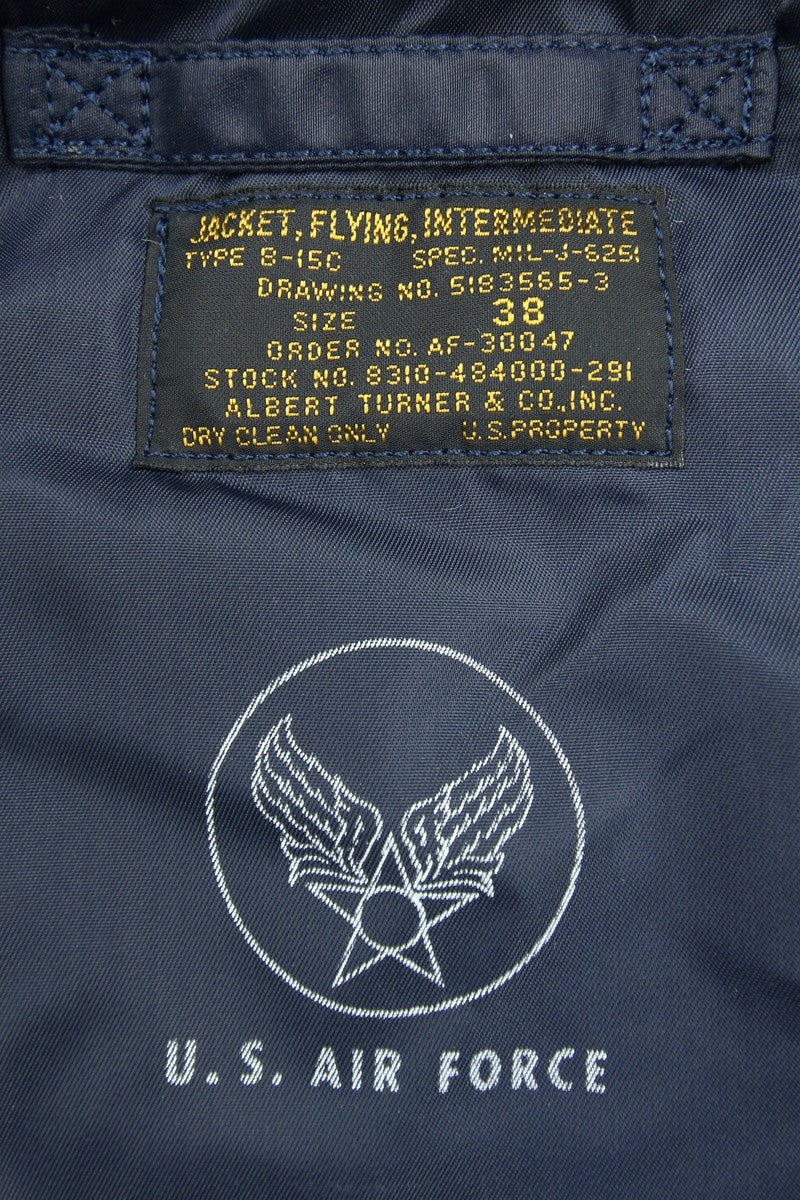 JACKET, FLYING, INTERMEDIATE
TYPE B-15C SPEC. MIL-J-6251
DRAWING NO. 5183565-3
SIZE 38
ORDER NO. AF-30047
STOCK NO. 8310-484000-291
ALBERT TURNER & CO.,INC.
DRY CLEAN ONLY U.S.PROPERTY
U.S. AIR FORCE